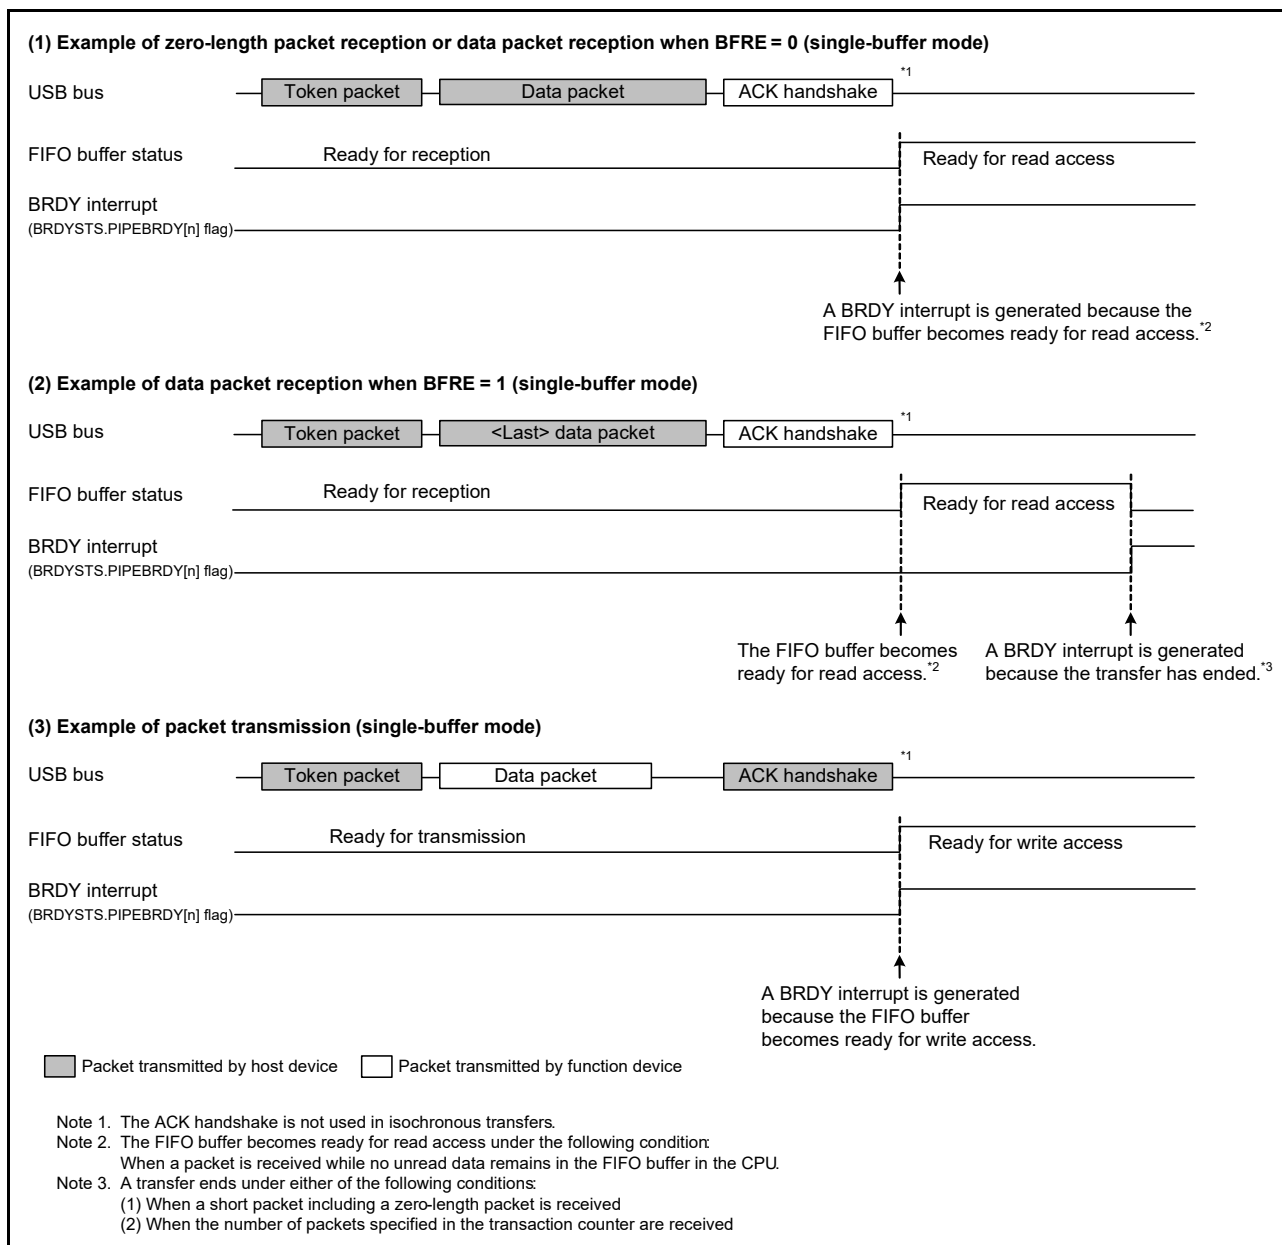 (1) Example of zero-length packet reception or data packet reception when BFRE = 0 (single-buffer mode)
USB bus
Token packet
Data packet
ACK handshake
*1
FIFO buffer status
Ready for reception
Ready for read access
BRDY interrupt
(BRDYSTS.PIPEBRDY[n] flag)
A BRDY interrupt is generated because the
FIFO buffer becomes ready for read access.*2
(2) Example of data packet reception when BFRE = 1 (single-buffer mode)
USB bus
Token packet
<Last> data packet
ACK handshake
*1
FIFO buffer status
Ready for reception
Ready for read access
BRDY interrupt
(BRDYSTS.PIPEBRDY[n] flag)
The FIFO buffer becomes
ready for read access.*2
A BRDY interrupt is generated
because the transfer has ended.*3
(3) Example of packet transmission (single-buffer mode)
USB bus
Token packet
Data packet
ACK handshake
*1
FIFO buffer status
Ready for transmission
Ready for write access
BRDY interrupt
(BRDYSTS.PIPEBRDY[n] flag)
A BRDY interrupt is generated
because the FIFO buffer
becomes ready for write access.
Packet transmitted by host device
Packet transmitted by function device
Note 1. The ACK handshake is not used in isochronous transfers.
Note 2. The FIFO buffer becomes ready for read access under the following condition:
When a packet is received while no unread data remains in the FIFO buffer in the CPU.
Note 3. A transfer ends under either of the following conditions:
(1) When a short packet including a zero-length packet is received
(2) When the number of packets specified in the transaction counter are received